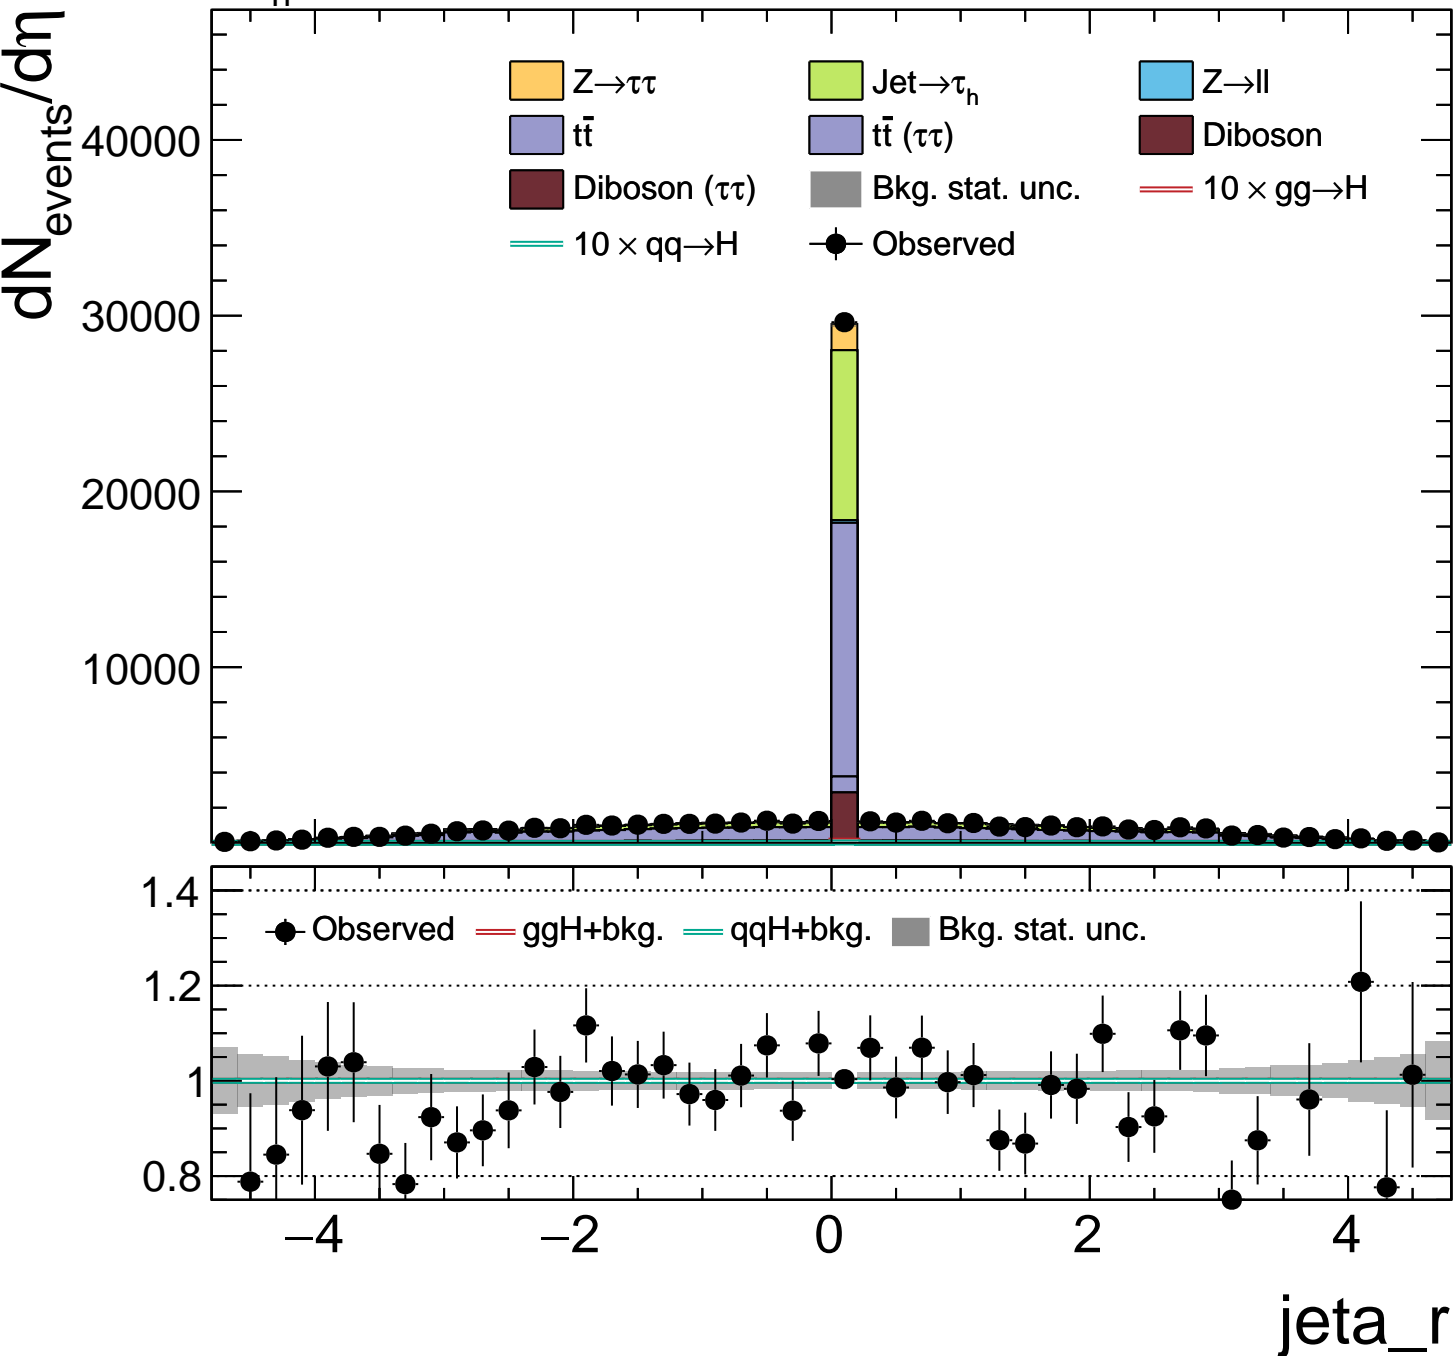 dN_events/dη
40000
30000
20000
10000
Z→ττ Jet→τ_h Z→ll
tt̄ tt̄ (ττ) Diboson
Diboson (ττ) Bkg. stat. unc. 10 × gg→H
10 × qq→H Observed
1.4
1.2
1
0.8
Observed ggH+bkg. qqH+bkg. Bkg. stat. unc.
−4 −2 0 2 4
jeta_r